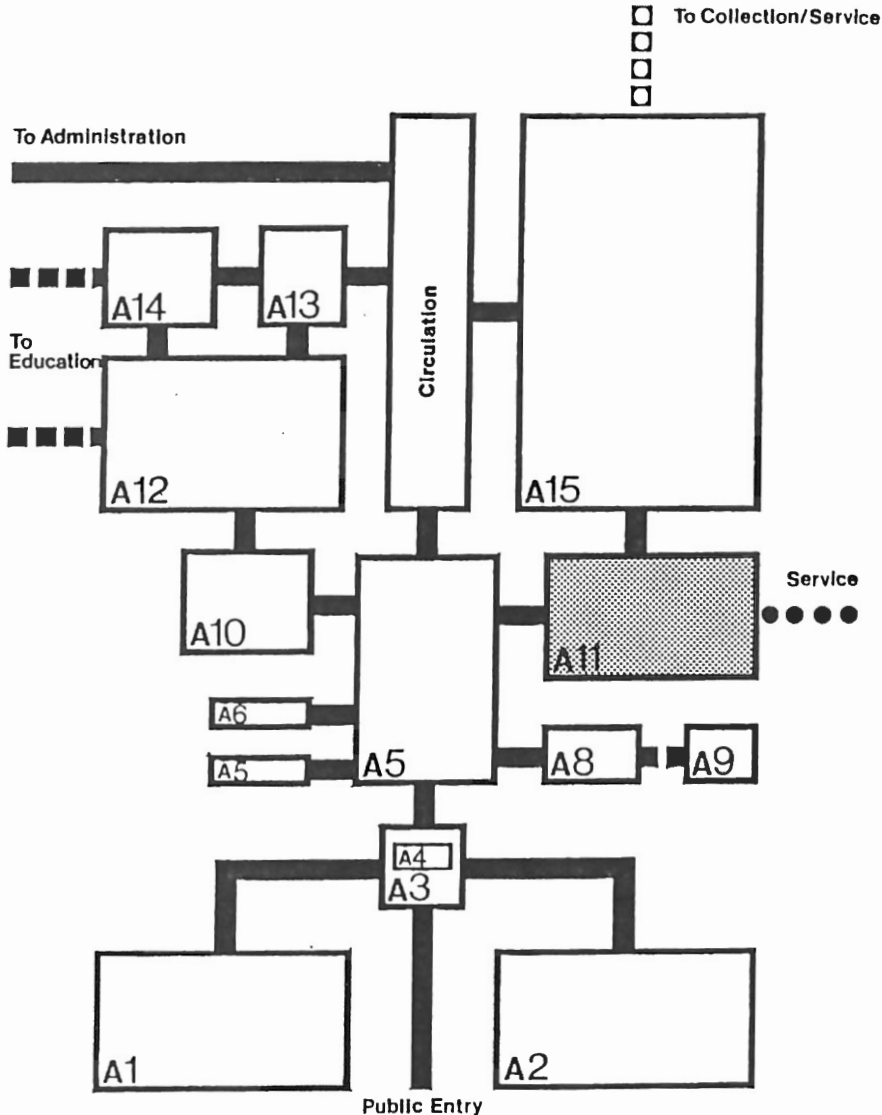 To Collection/Service
To Administration
A14
A13
To
Education
Circulation
A12
A15
A10
Service
A11
A6
A5
A5
A8
A9
A4
A3
A1
A2
Public Entry